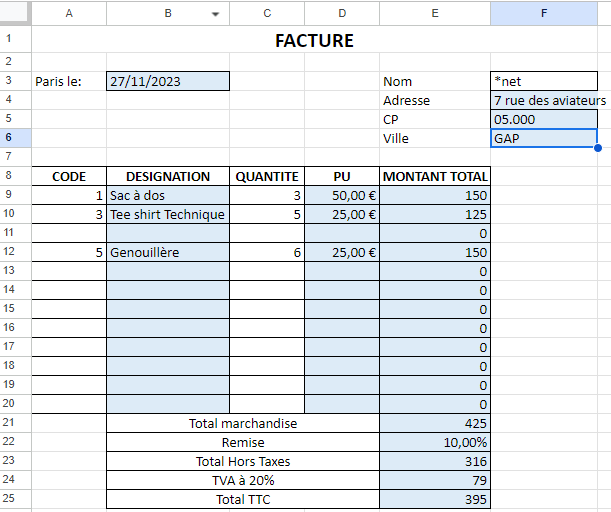 A B C D E F
1 FACTURE
2
3 Paris le: 27/11/2023 Nom *net
4 Adresse 7 rue des aviateurs
5 CP 05.000
6 Ville GAP
7
8 CODE DESIGNATION QUANTITE PU MONTANT TOTAL
9 1 Sac à dos 3 50,00 € 150
10 3 Tee shirt Technique 5 25,00 € 125
11 0
12 5 Genouillère 6 25,00 € 150
13 0
14 0
15 0
16 0
17 0
18 0
19 0
20 0
21 Total marchandise 425
22 Remise 10,00%
23 Total Hors Taxes 316
24 TVA à 20% 79
25 Total TTC 395